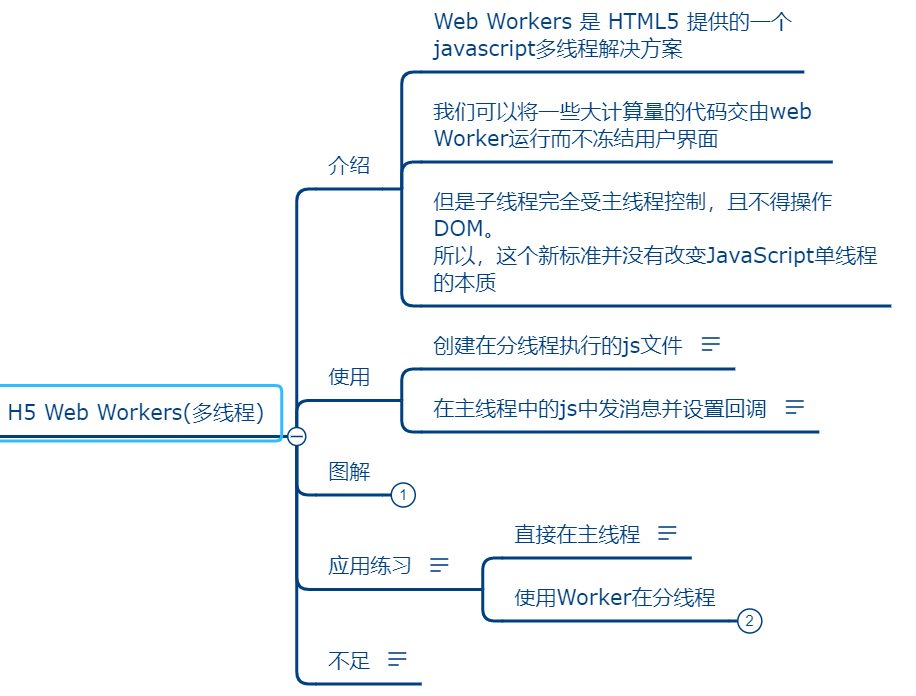 Web Workers 是 HTML5 提供的一个
javascript多线程解决方案
我们可以将一些大计算量的代码交由web
Worker运行而不冻结用户界面
介绍
但是子线程完全受主线程控制，且不得操作
DOM。
所以，这个新标准并没有改变JavaScript单线程
的本质
创建在分线程执行的js文件
使用
在主线程中的js中发消息并设置回调
H5 Web Workers(多线程)
图解
1
直接在主线程
应用练习
使用Worker在分线程
2
不足